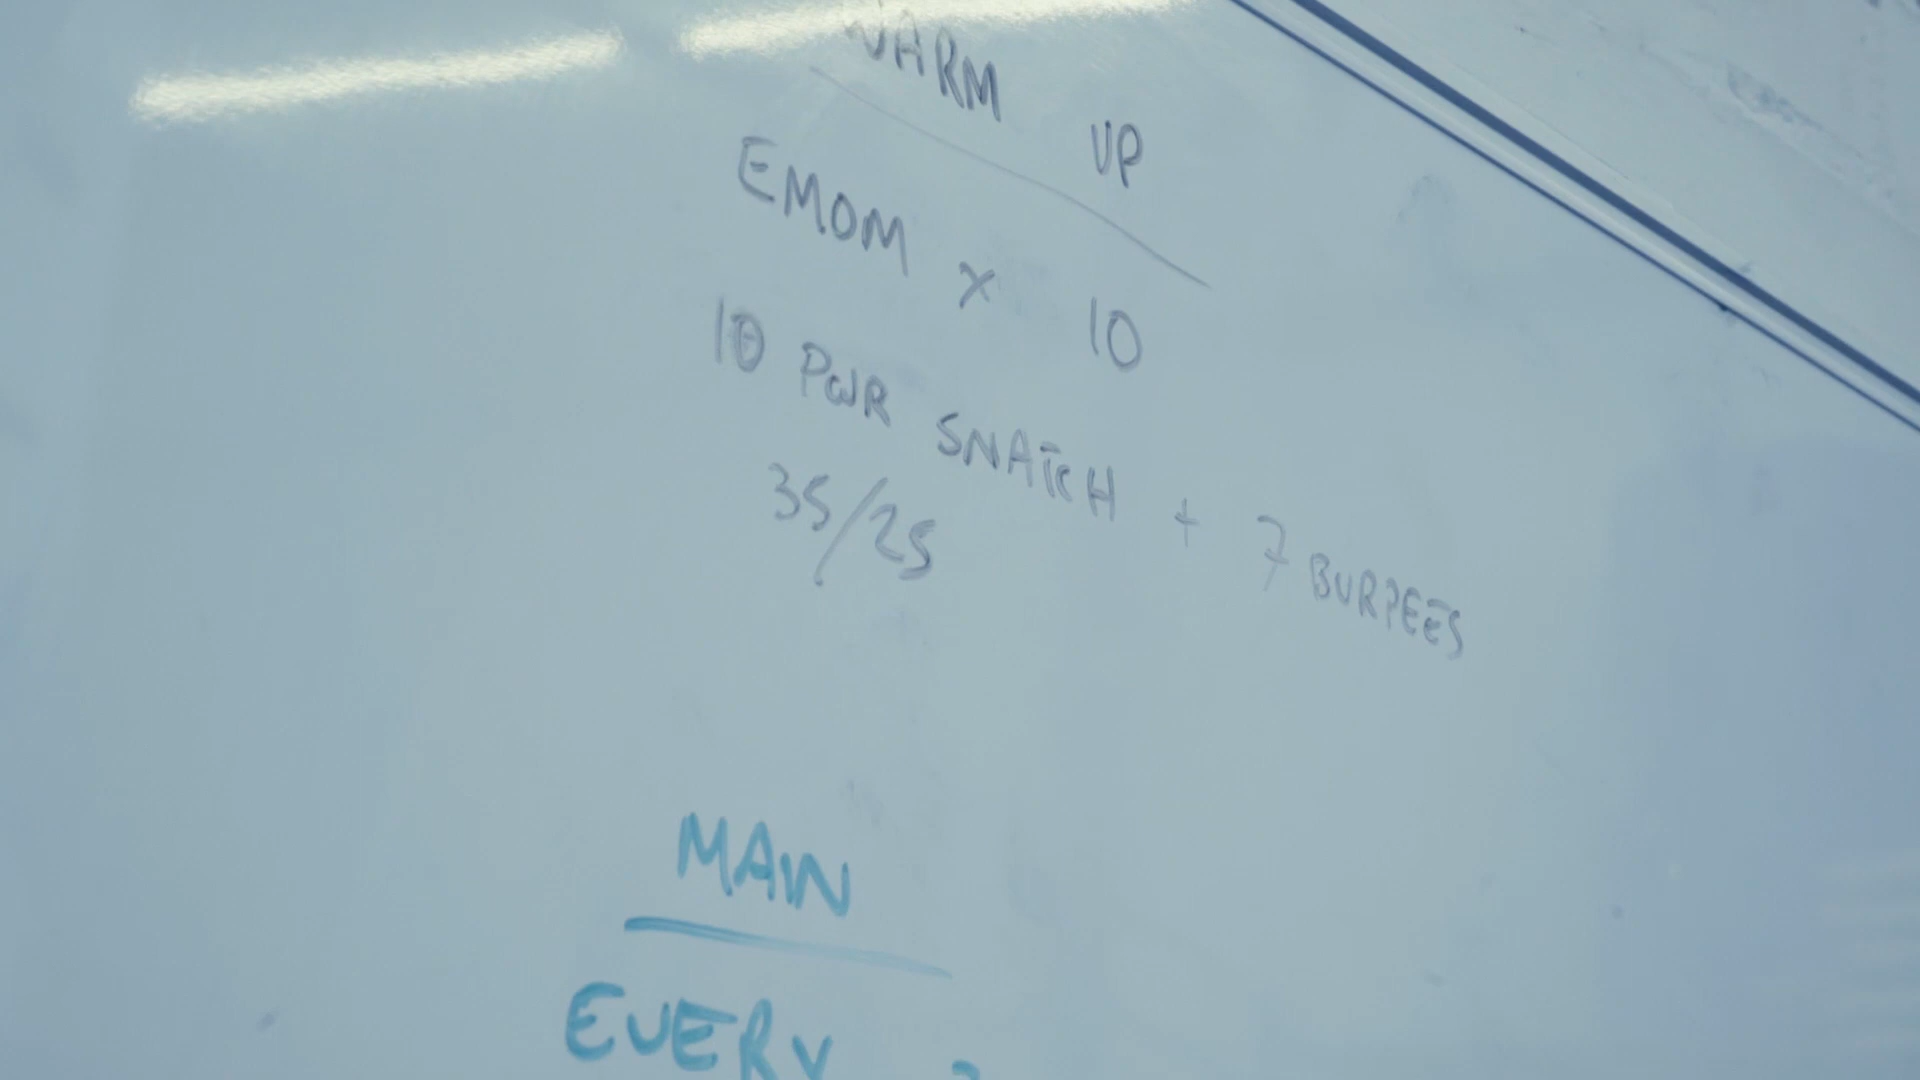 WARM UP
EMOM x 10
10 PWR SNATCH + 7 BURPEES
35/25
MAIN
EVERY